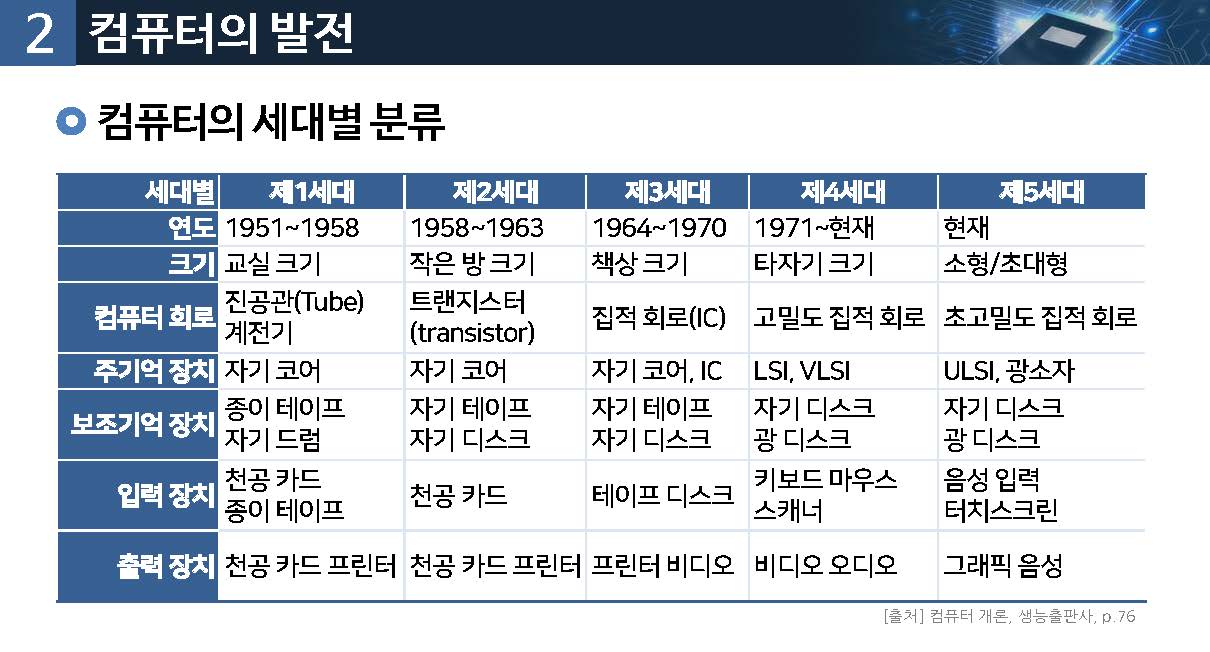 2 컴퓨터의 발전
컴퓨터의 세대별 분류
세대별 제1세대 제2세대 제3세대 제4세대 제5세대
연도 1951~1958 1958~1963 1964~1970 1971~현재 현재
크기 교실 크기 작은 방 크기 책상 크기 타자기 크기 소형/초대형
컴퓨터 회로 진공관(Tube) 계전기 트랜지스터 (transistor) 집적 회로(IC) 고밀도 집적 회로 초고밀도 집적 회로
주기억 장치 자기 코어 자기 코어 자기 코어, IC LSI, VLSI ULSI, 광소자
보조기억 장치 종이 테이프 자기 드럼 자기 테이프 자기 디스크 자기 테이프 자기 디스크 자기 디스크 광 디스크 자기 디스크 광 디스크
입력 장치 천공 카드 종이 테이프 천공 카드 테이프 디스크 키보드 마우스 스캐너 음성 입력 터치스크린
출력 장치 천공 카드 프린터 천공 카드 프린터 프린터 비디오 비디오 오디오 그래픽 음성
[출처] 컴퓨터 개론, 생능출판사, p.76